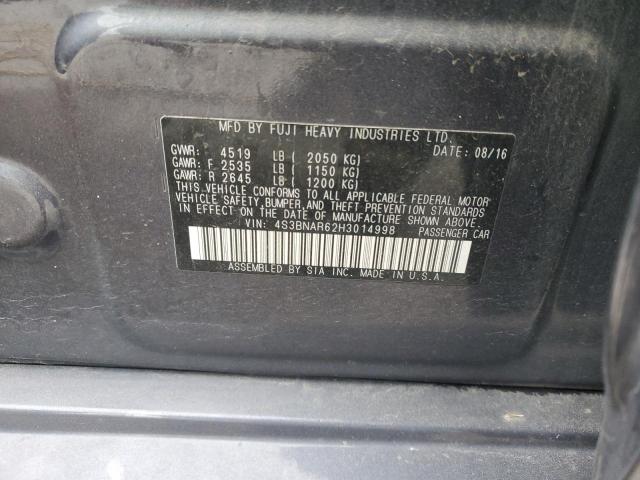 MFD BY FUJI HEAVY INDUSTRIES LTD.
GVWR: 4519 LB ( 2050 KG) DATE: 08/16
GAWR: F 2535 LB ( 1150 KG)
GAWR: R 2645 LB ( 1200 KG)
THIS VEHICLE CONFORMS TO ALL APPLICABLE FEDERAL MOTOR
VEHICLE SAFETY, BUMPER, AND THEFT PREVENTION STANDARDS
IN EFFECT ON THE DATE OF MANUFACTURE SHOWN ABOVE.
VIN: 4S3BNAR62H3014998 PASSENGER CAR
ASSEMBLED BY SIA INC. IN U.S.A.